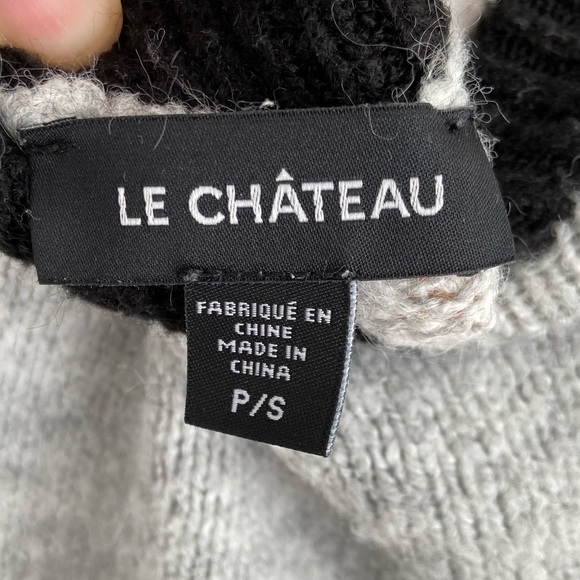 LE CHÂTEAU
FABRIQUÉ EN
CHINE
MADE IN
CHINA
P/S